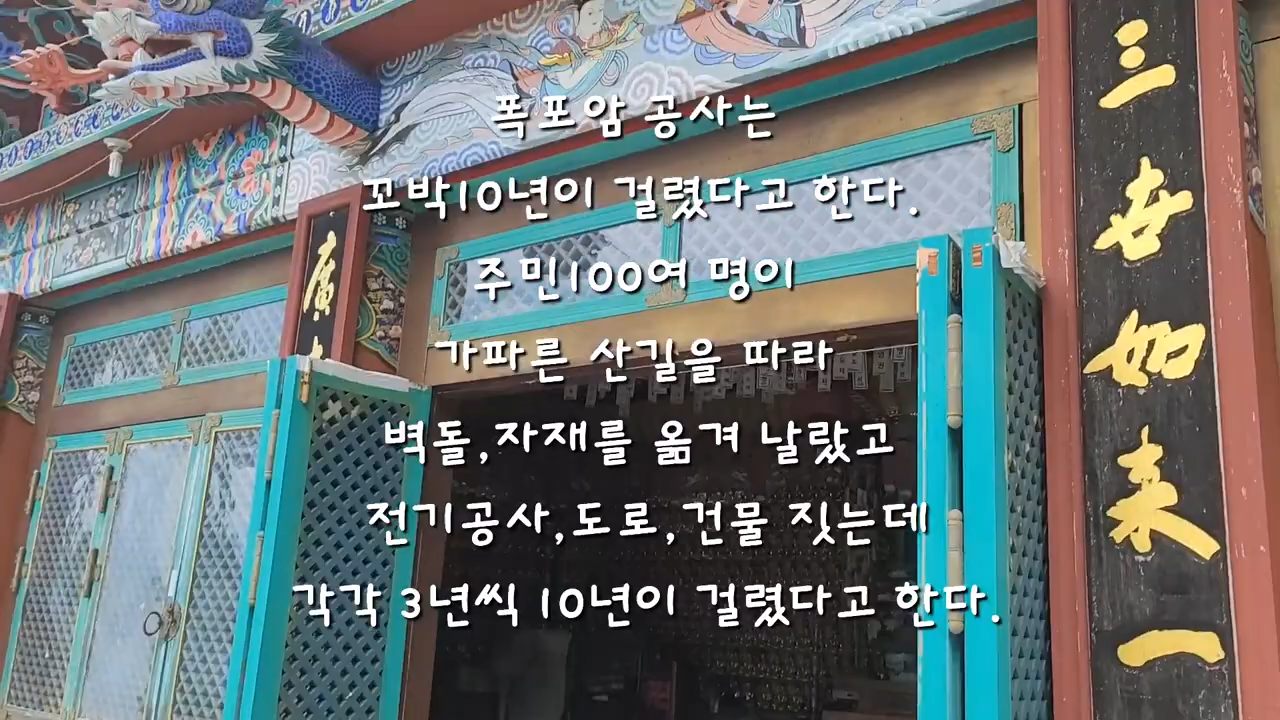 폭포암 공사는
꼬박10년이 걸렸다고 한다.
주민100여 명이
가파른 산길을 따라
벽돌,자재를 옮겨 날랐고
전기공사,도로,건물 짓는데
각각 3년씩 10년이 걸렸다고 한다.
廣
三世如来一